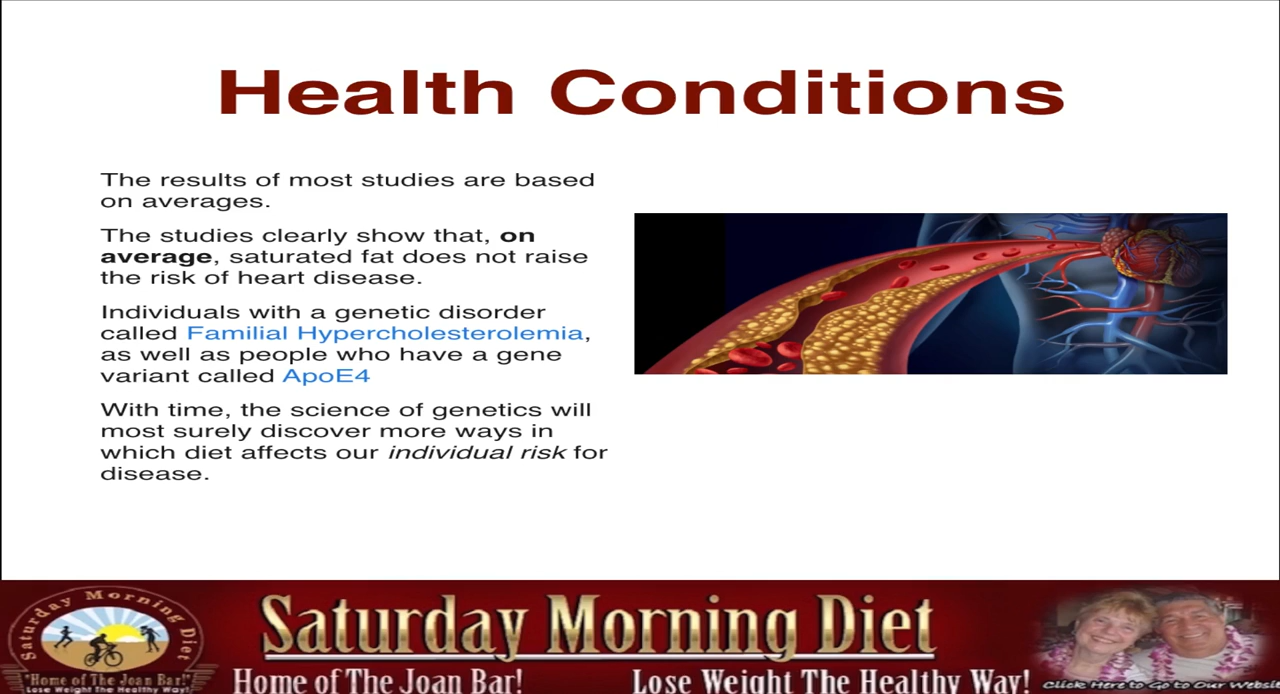 Health Conditions
The results of most studies are based
on averages.
The studies clearly show that, on
average, saturated fat does not raise
the risk of heart disease.
Individuals with a genetic disorder
called Familial Hypercholesterolemia,
as well as people who have a gene
variant called ApoE4
With time, the science of genetics will
most surely discover more ways in
which diet affects our individual risk for
disease.
Saturday Morning Diet
"Home of The Joan Bar!"
Lose Weight The Healthy Way!
Saturday Morning Diet
Home of The Joan Bar! Lose Weight The Healthy Way!
Click Here to Go to Our Websi